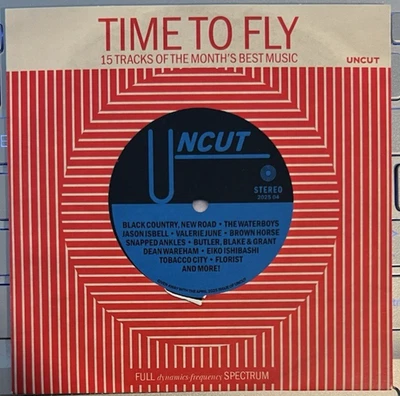 TIME TO FLY
15 TRACKS OF THE MONTH'S BEST MUSIC
UNCUT
UNCUT
STEREO
2025 04
BLACK COUNTRY, NEW ROAD • THE WATERBOYS
JASON ISBELL • VALERIE JUNE • BROWN HORSE
SNAPPED ANKLES • BUTLER, BLAKE & GRANT
DEAN WAREHAM • EIKO ISHIBASHI
TOBACCO CITY • FLORIST
AND MORE!
FULL dynamics-frequency SPECTRUM